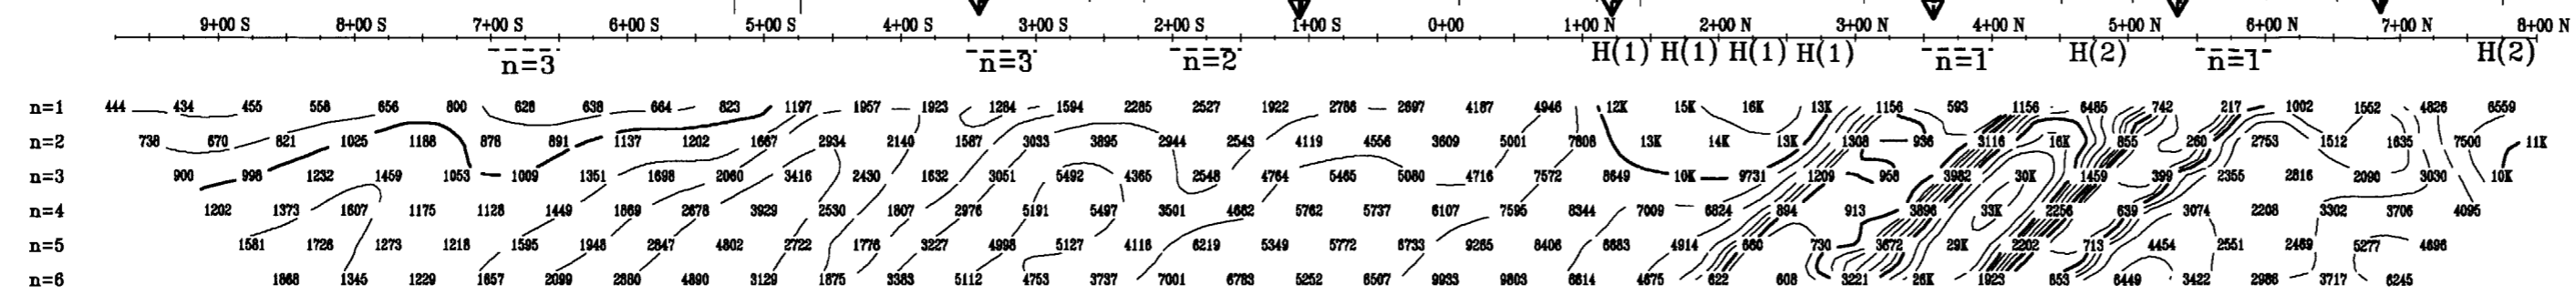 9+00 S 8+00 S 7+00 S 6+00 S 5+00 S 4+00 S 3+00 S 2+00 S 1+00 S 0+00 1+00 N 2+00 N 3+00 N 4+00 N 5+00 N 6+00 N 7+00 N 8+00 N
n=3 n=3 n=2 H(1) H(1) H(1) H(1) n=1 H(2) n=1 H(2)
n=1 444 434 455 558 656 800 628 638 664 823 1197 1957 1923 1284 1594 2285 2527 1922 2786 2697 4187 4946 12K 15K 16K 13K 1156 593 1156 6485 742 217 1002 1552 4826 6559
n=2 738 670 821 1025 1188 878 891 1137 1202 1667 2934 2140 1587 3033 3895 2944 2543 4119 4556 3609 5001 7806 13K 14K 13K 1308 936 3116 16K 855 260 2753 1512 1635 7500 11K
n=3 900 998 1232 1459 1053 1009 1351 1698 2060 3416 2430 1632 3051 5492 4365 2548 4764 5465 5080 4716 7572 8649 10K 9731 1209 958 3982 30K 1459 399 2355 2816 2090 3030 10K
n=4 1202 1373 1607 1175 1128 1449 1869 2678 3929 2530 1807 2976 5191 5497 3501 4662 5762 5737 6107 7595 8344 7009 6824 894 913 3896 33K 2256 639 3074 2208 3302 3706 4095
n=5 1581 1726 1273 1218 1595 1948 2647 4802 2722 1776 3227 4998 5127 4116 6219 5349 5772 6733 9265 8406 6683 4914 660 730 3672 29K 2202 713 4454 2551 2469 5277 4696
n=6 1868 1345 1229 1657 2099 2880 4890 3129 1875 3383 5112 4753 3737 7001 6783 5252 6507 9933 9803 6614 4675 622 608 3221 26K 1923 853 6449 3422 2986 3717 6245